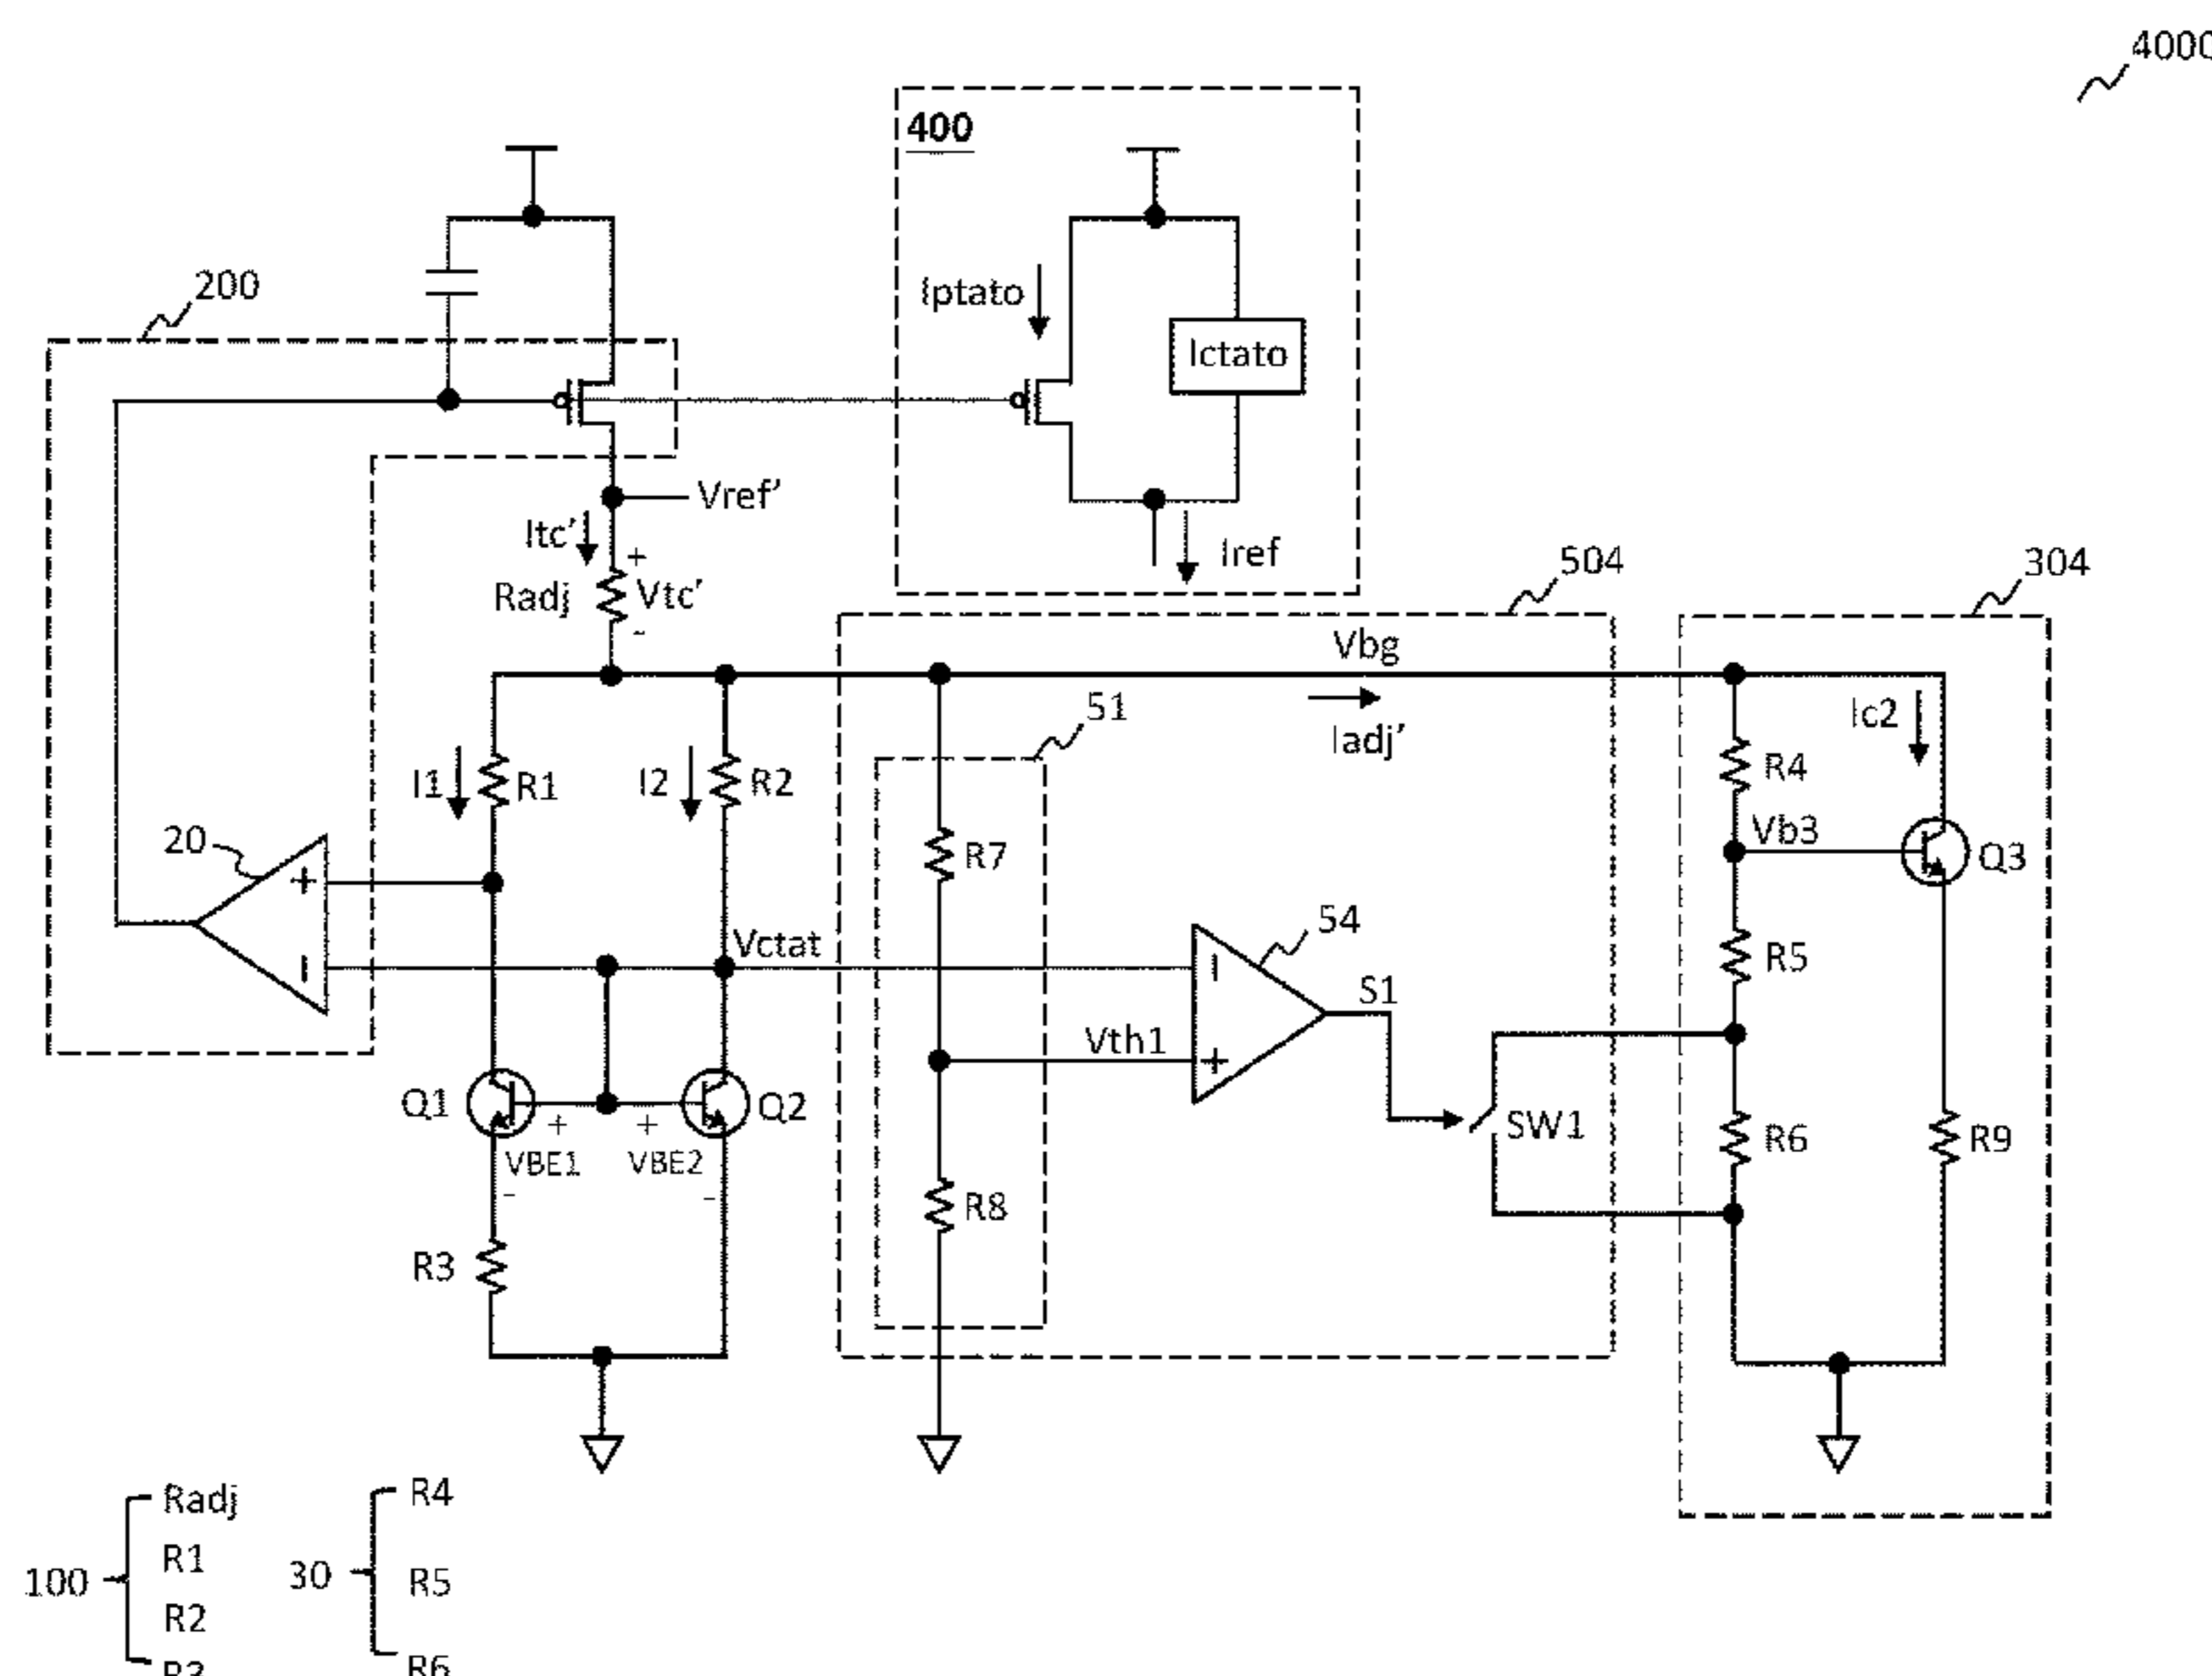 4000
400
200
Iptato
Ictato
Vref'
Itc'
+
Radj
Vtc'
-
Iref
504
304
Vbg
51
Iadj'
Ic2
I1
R1
I2
R2
R4
20
+
R7
Vb3
Q3
Vctat
54
R5
-
-
S1
Vth1
+
Q1
Q2
SW1
R6
R9
+
+
VBE1
VBE2
-
-
R8
R3
100
Radj
R1
R2
R3
30
R4
R5
R6